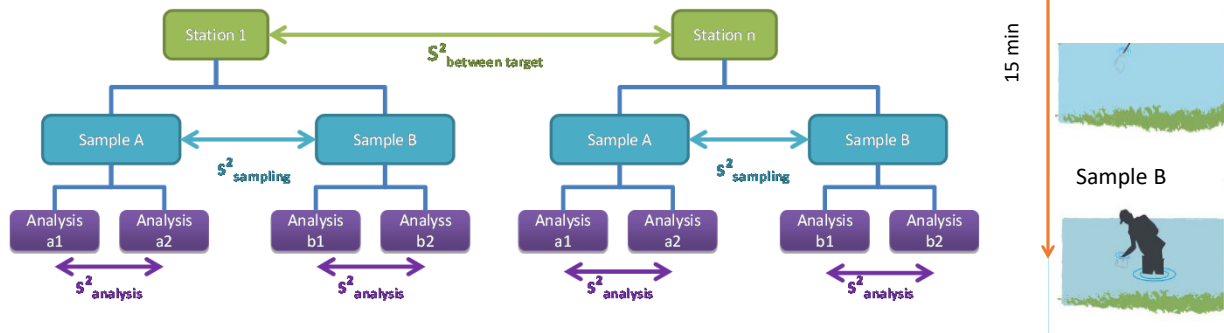 Station 1
Station n
S² between target
Sample A
Sample B
Sample A
Sample B
S² sampling
S² sampling
Analysis
a1
Analysis
a2
Analysis
b1
Analyss
b2
Analysis
a1
Analysis
a2
Analysis
b1
Analysis
b2
S² analysis
S² analysis
S² analysis
S² analysis
15 min
Sample B